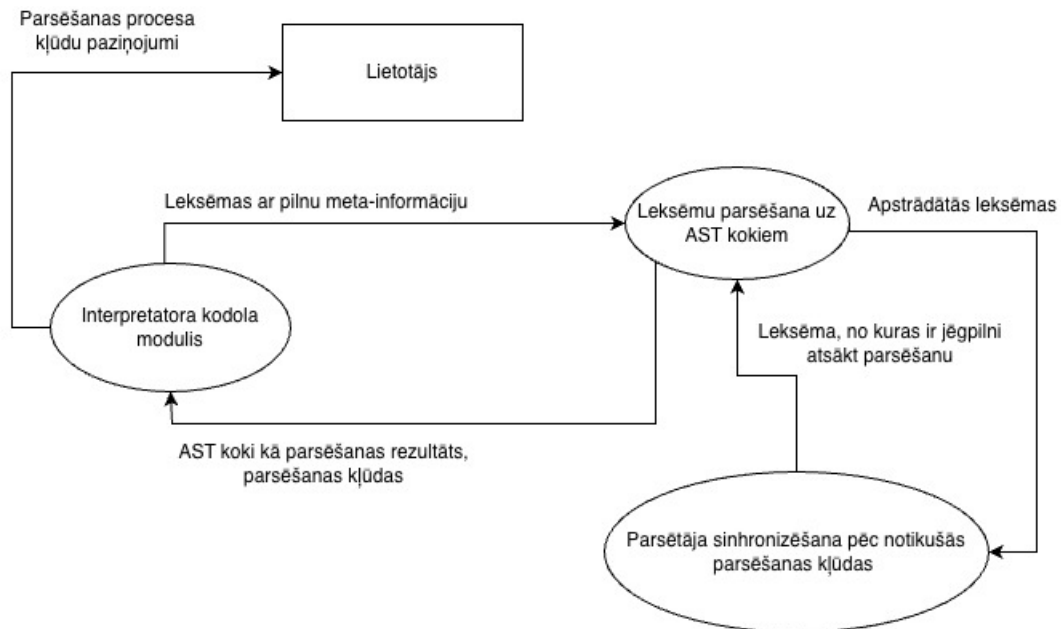 Parsēšanas procesa
kļūdu paziņojumi
Lietotājs
Leksēmas ar pilnu meta-informāciju
Leksēmu parsēšana uz
AST kokiem
Apstrādātās leksēmas
Interpretatora kodola
modulis
Leksēma, no kuras ir jēgpilni
atsākt parsēšanu
AST koki kā parsēšanas rezultāts,
parsēšanas kļūdas
Parsētāja sinhronizēšana pēc notikušās
parsēšanas kļūdas